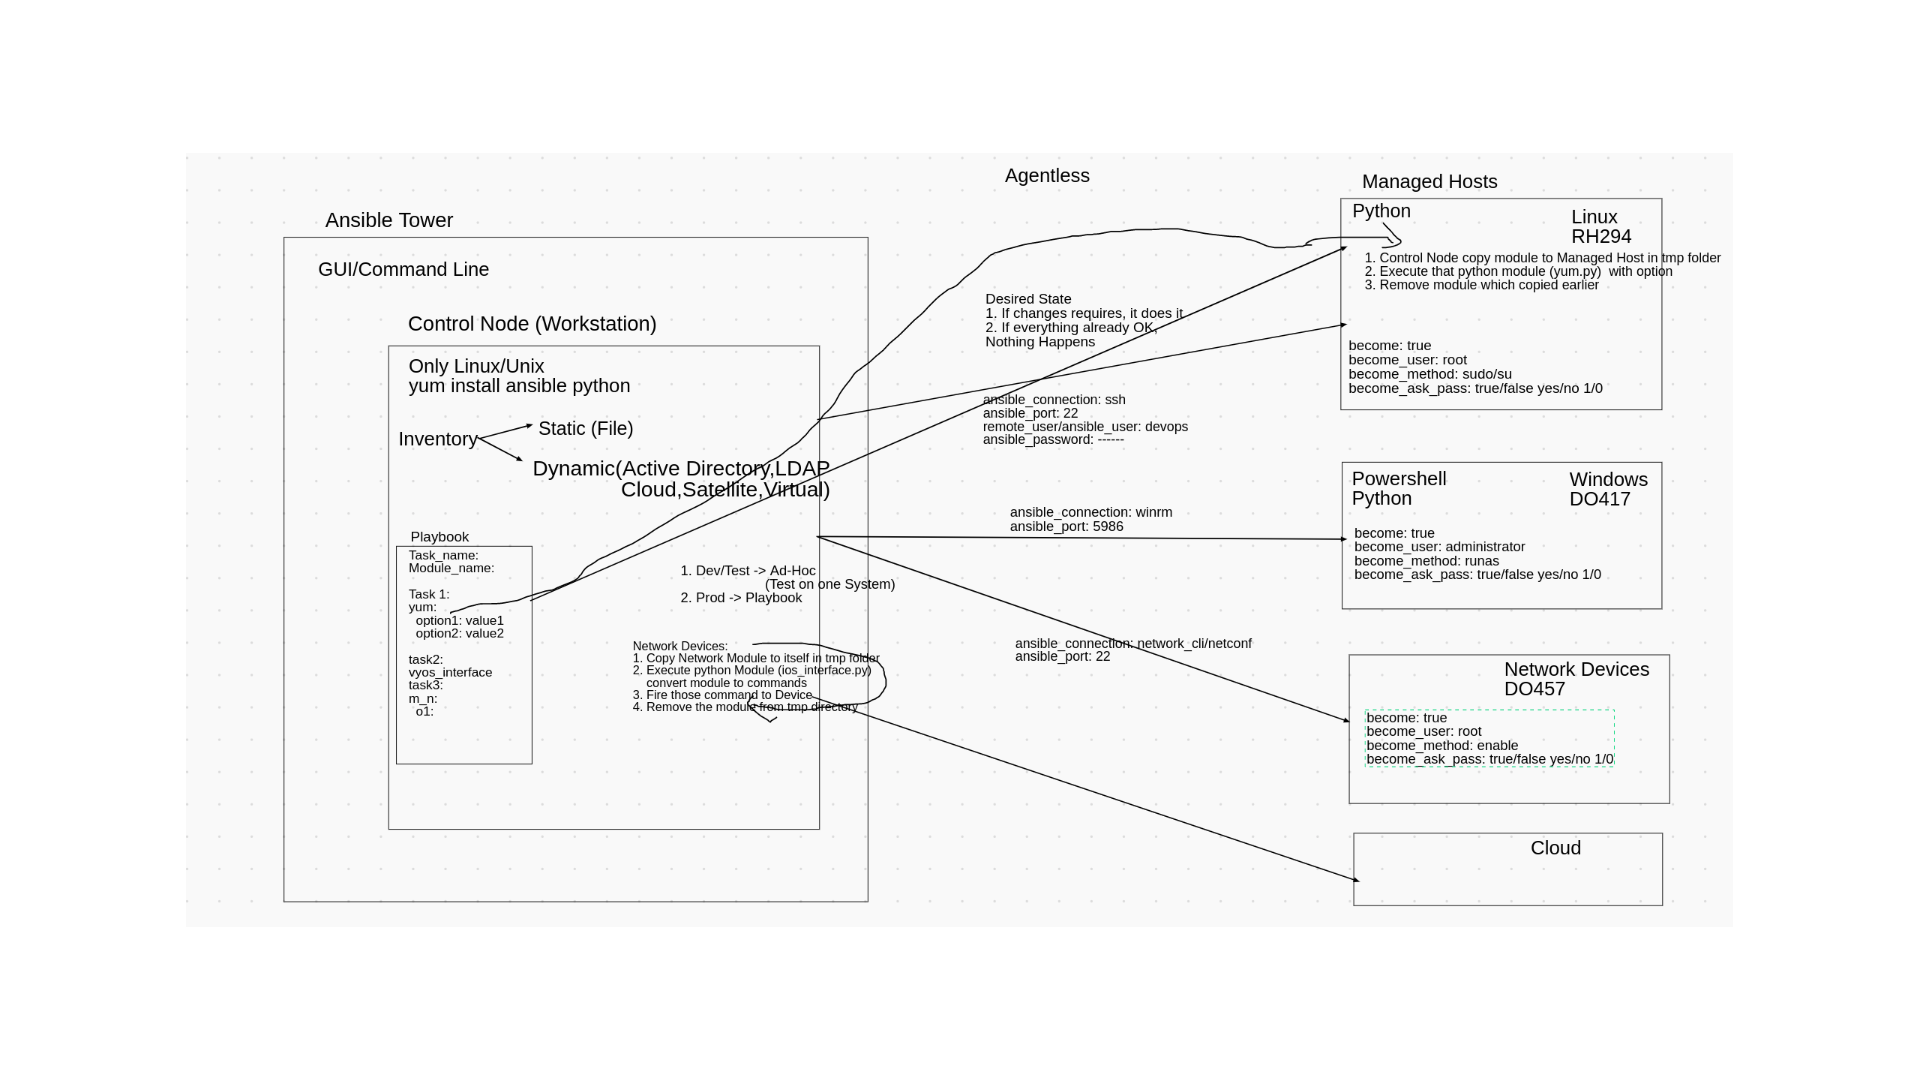 Agentless
Managed Hosts
Ansible Tower
GUI/Command Line
Control Node (Workstation)
Only Linux/Unix
yum install ansible python
Inventory
Static (File)
Dynamic(Active Directory,LDAP
Cloud,Satellite,Virtual)
Playbook
Task_name:
Module_name:
Task 1:
yum:
option1: value1
option2: value2
task2:
vyos_interface
task3:
m_n:
o1:
1. Dev/Test -> Ad-Hoc
(Test on one System)
2. Prod -> Playbook
Network Devices:
1. Copy Network Module to itself in tmp folder
2. Execute python Module (ios_interface.py)
convert module to commands
3. Fire those command to Device
4. Remove the module from tmp directory
Desired State
1. If changes requires, it does it
2. If everything already OK,
Nothing Happens
ansible_connection: ssh
ansible_port: 22
remote_user/ansible_user: devops
ansible_password: ------
ansible_connection: winrm
ansible_port: 5986
ansible_connection: network_cli/netconf
ansible_port: 22
Python
Linux
RH294
1. Control Node copy module to Managed Host in tmp folder
2. Execute that python module (yum.py)  with option
3. Remove module which copied earlier
become: true
become_user: root
become_method: sudo/su
become_ask_pass: true/false yes/no 1/0
Powershell
Python
Windows
DO417
become: true
become_user: administrator
become_method: runas
become_ask_pass: true/false yes/no 1/0
Network Devices
DO457
become: true
become_user: root
become_method: enable
become_ask_pass: true/false yes/no 1/0
Cloud